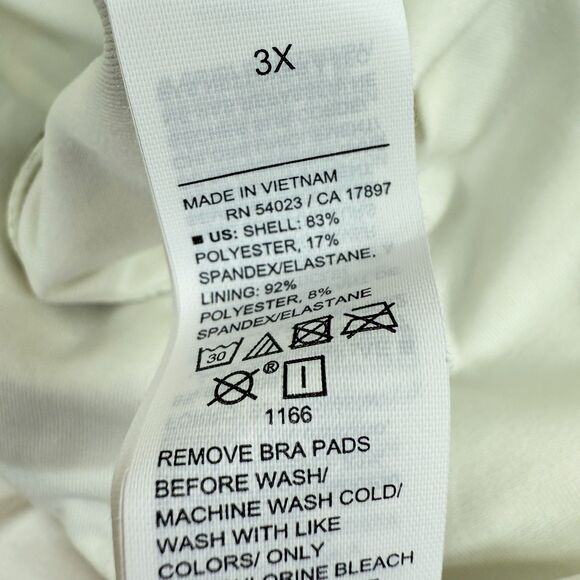 3X
MADE IN VIETNAM
RN 54023 / CA 17897
■ US: SHELL: 83%
POLYESTER, 17%
SPANDEX/ELASTANE.
LINING: 92%
POLYESTER, 8%
SPANDEX/ELASTANE
30
®
1166
REMOVE BRA PADS
BEFORE WASH/
MACHINE WASH COLD/
WASH WITH LIKE
COLORS/ ONLY
BLEACH